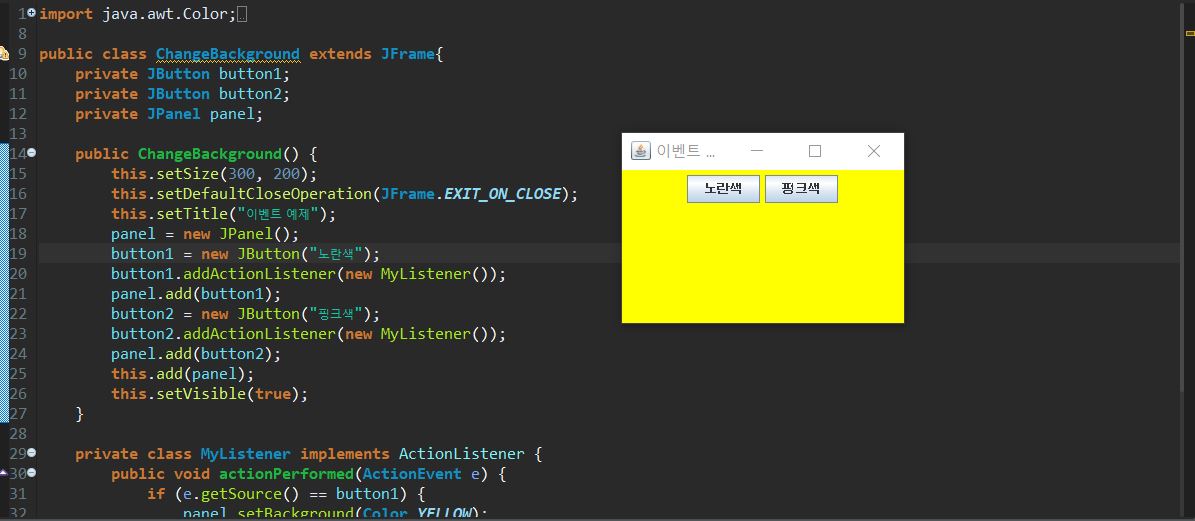 1 import java.awt.Color;
8
9 public class ChangeBackground extends JFrame{
10 private JButton button1;
11 private JButton button2;
12 private JPanel panel;
13
14 public ChangeBackground() {
15 this.setSize(300, 200);
16 this.setDefaultCloseOperation(JFrame.EXIT_ON_CLOSE);
17 this.setTitle("이벤트 예제");
18 panel = new JPanel();
19 button1 = new JButton("노란색");
20 button1.addActionListener(new MyListener());
21 panel.add(button1);
22 button2 = new JButton("핑크색");
23 button2.addActionListener(new MyListener());
24 panel.add(button2);
25 this.add(panel);
26 this.setVisible(true);
27 }
28
29 private class MyListener implements ActionListener {
30 public void actionPerformed(ActionEvent e) {
31 if (e.getSource() == button1) {
32 panel.setBackground(Color.YELLOW);
이벤트 ...
노란색 핑크색